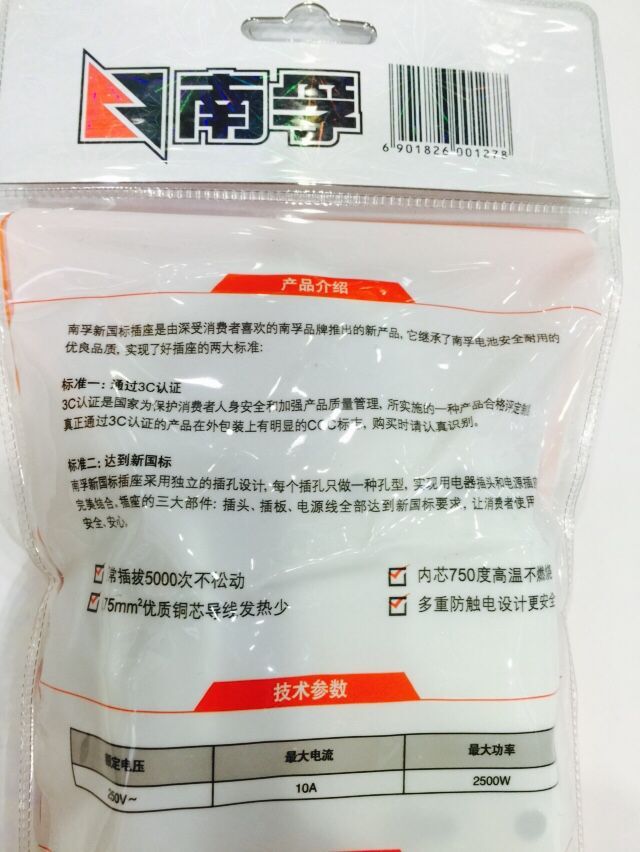 南孚
6 901826 001278
产品介绍
南孚新国标插座是由深受消费者喜欢的南孚品牌推出的新产品, 它继承了南孚电池安全耐用的
优良品质, 实现了好插座的两大标准:
标准一: 通过3C认证
3C认证是国家为保护消费者人身安全和加强产品质量管理, 所实施的一种产品合格评定制
真正通过3C认证的产品在外包装上有明显的CCC标志, 购买时请认真识别。
标准二: 达到新国标
南孚新国标插座采用独立的插孔设计, 每个插孔只做一种孔型, 实现用电器插头和电源插
完美结合。插座的三大部件: 插头、插板、电源线全部达到新国标要求, 让消费者使用
安全、安心。
常插拔5000次不松动
内芯750度高温不燃烧
75mm²优质铜芯导线发热少
多重防触电设计更安全
技术参数
额定电压 最大电流 最大功率
250V~ 10A 2500W